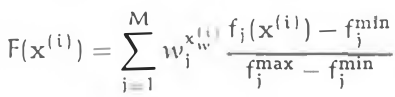 F(x^{(i)}) = \sum_{j=1}^{M} w_j^{x_w^{(i)}} \frac{f_j(x^{(i)}) - f_j^{min}}{f_j^{max} - f_j^{min}}